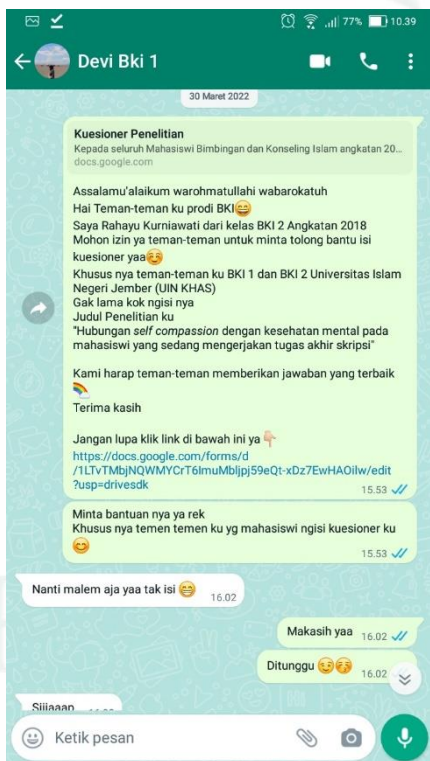 77% 10.39
Devi Bki 1
30 Maret 2022
Kuesioner Penelitian
Kepada seluruh Mahasiswi Bimbingan dan Konseling Islam angkatan 20...
docs.google.com
Assalamu'alaikum warohmatullahi wabarokatuh
Hai Teman-teman ku prodi BKI😄
Saya Rahayu Kurniawati dari kelas BKI 2 Angkatan 2018
Mohon izin ya teman-teman untuk minta tolong bantu isi
kuesioner yaa😊
Khusus nya teman-teman ku BKI 1 dan BKI 2 Universitas Islam
Negeri Jember (UIN KHAS)
Gak lama kok ngisi nya
Judul Penelitian ku
"Hubungan self compassion dengan kesehatan mental pada
mahasiswi yang sedang mengerjakan tugas akhir skripsi"
Kami harap teman-teman memberikan jawaban yang terbaik
🌈
Terima kasih
Jangan lupa klik link di bawah ini ya 👇🏻
https://docs.google.com/forms/d
/1LTvTMbjNQWMYCrT6ImuMbljpj59eQt-xDz7EwHAOilw/edit
?usp=drivesdk
15.53
Minta bantuan nya ya rek
Khusus nya temen temen ku yg mahasiswi ngisi kuesioner ku
😊
15.53
Nanti malem aja yaa tak isi 😁
16.02
Makasih yaa 16.02
Ditunggu 😉😚
16.02
Siiaaap
Ketik pesan